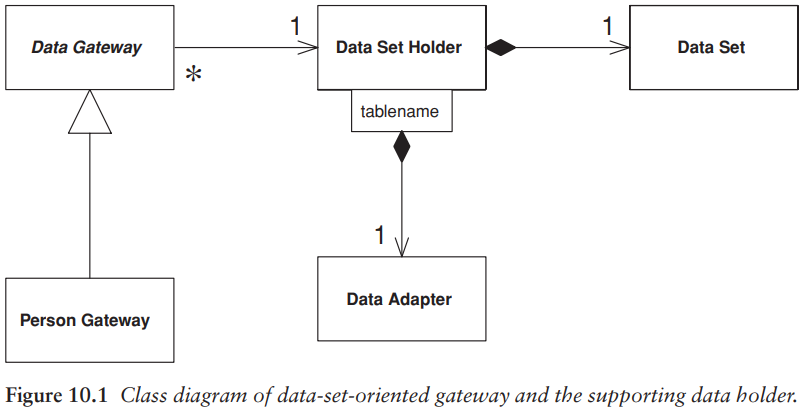 Data Gateway
1
*
Data Set Holder
1
Data Set
tablename
1
Data Adapter
Person Gateway
Figure 10.1 Class diagram of data-set-oriented gateway and the supporting data holder.